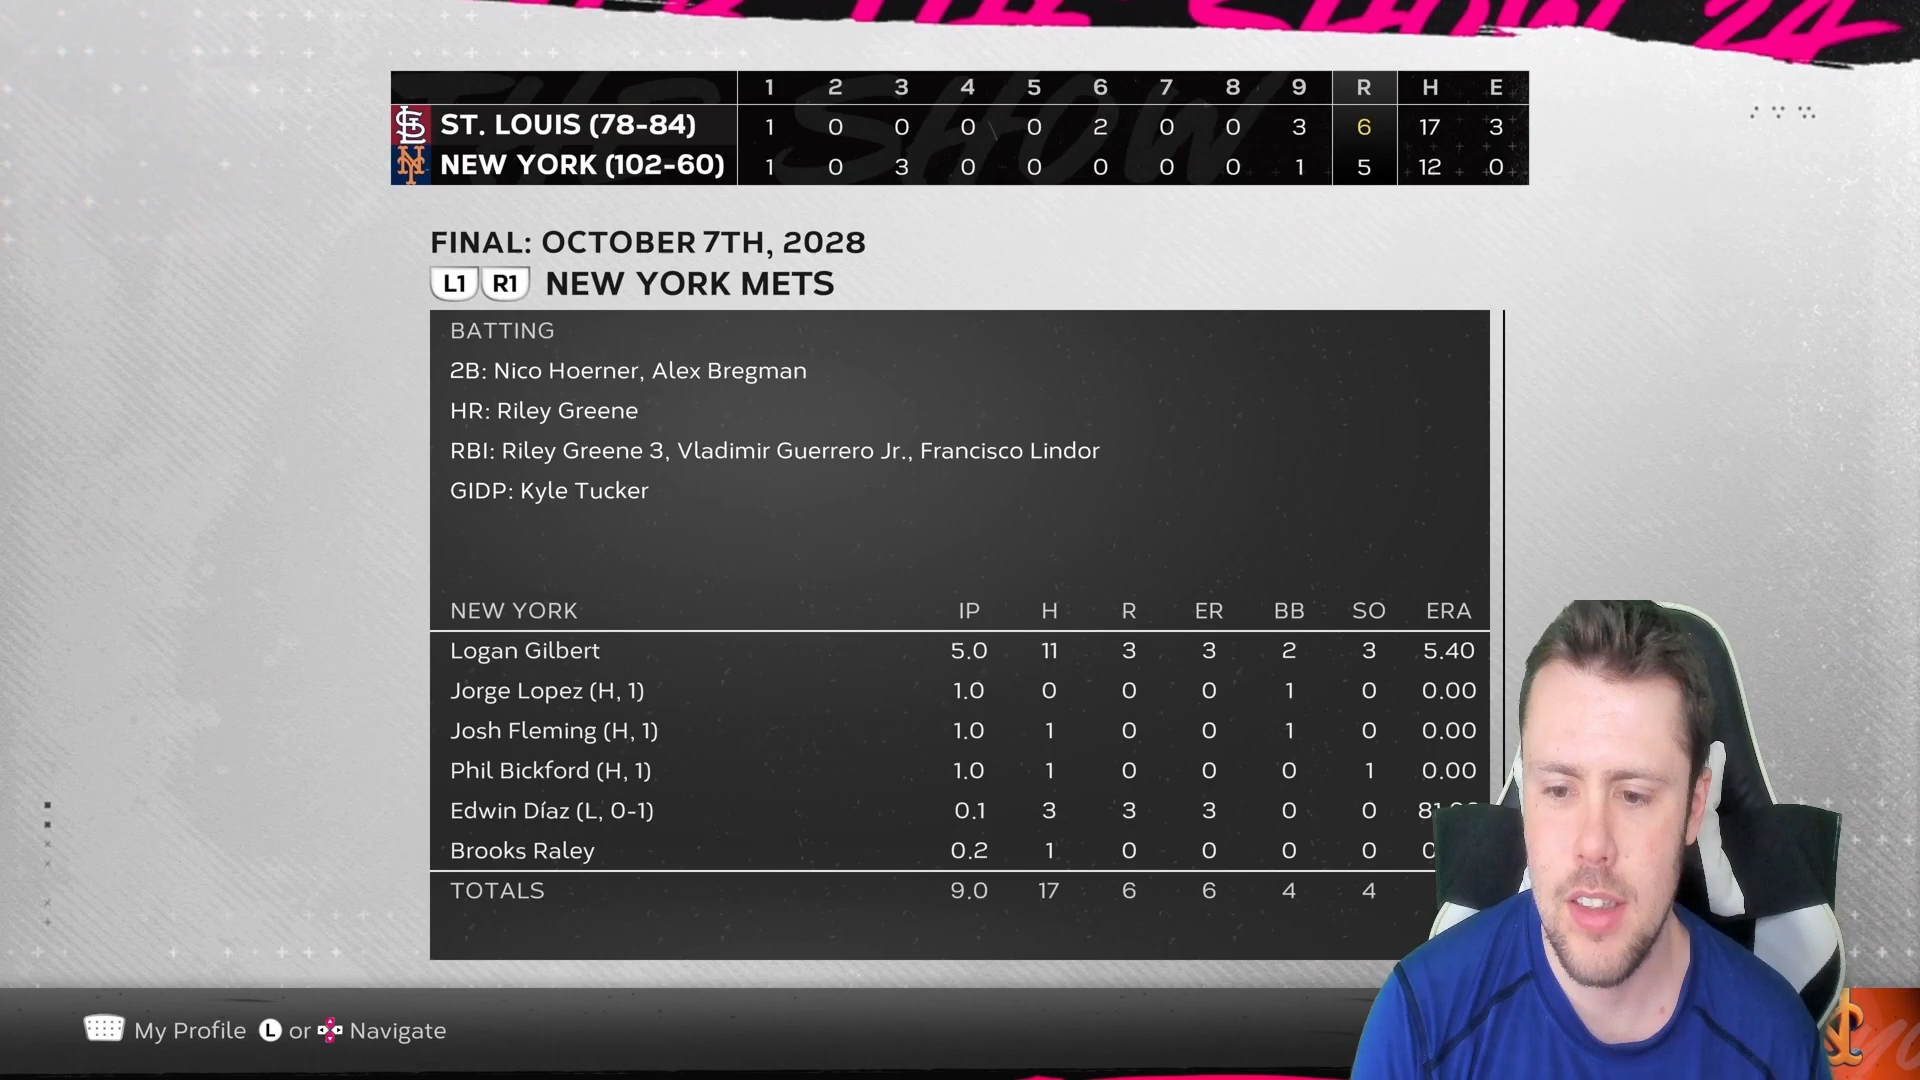 THE SHOW 24
1 2 3 4 5 6 7 8 9 R H E
ST. LOUIS (78-84) 1 0 0 0 0 2 0 0 3 6 17 3
NEW YORK (102-60) 1 0 3 0 0 0 0 0 1 5 12 0
FINAL: OCTOBER 7TH, 2028
L1 R1 NEW YORK METS
BATTING
2B: Nico Hoerner, Alex Bregman
HR: Riley Greene
RBI: Riley Greene 3, Vladimir Guerrero Jr., Francisco Lindor
GIDP: Kyle Tucker
NEW YORK IP H R ER BB SO ERA
Logan Gilbert 5.0 11 3 3 2 3 5.40
Jorge Lopez (H, 1) 1.0 0 0 0 1 0 0.00
Josh Fleming (H, 1) 1.0 1 0 0 1 0 0.00
Phil Bickford (H, 1) 1.0 1 0 0 0 1 0.00
Edwin Díaz (L, 0-1) 0.1 3 3 3 0 0
Brooks Raley 0.2 1 0 0 0 0
TOTALS 9.0 17 6 6 4 4
My Profile L or Navigate